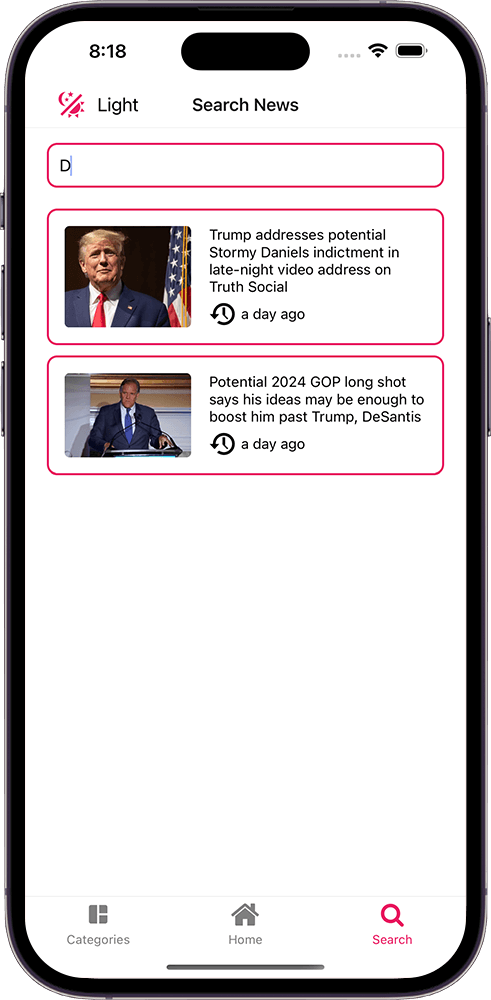 8:18
Light Search News
D
Trump addresses potential
Stormy Daniels indictment in
late-night video address on
Truth Social
a day ago
Potential 2024 GOP long shot
says his ideas may be enough to
boost him past Trump, DeSantis
a day ago
Categories Home Search